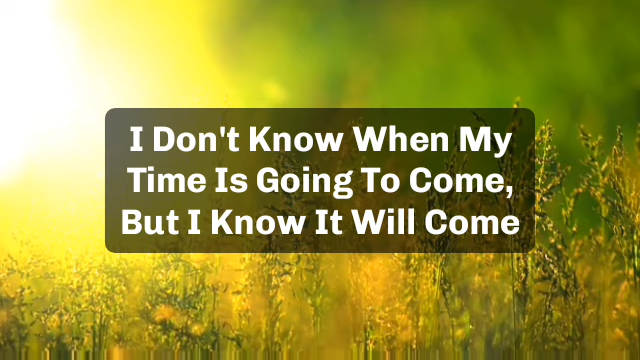 I Don't Know When My
Time Is Going To Come,
But I Know It Will Come